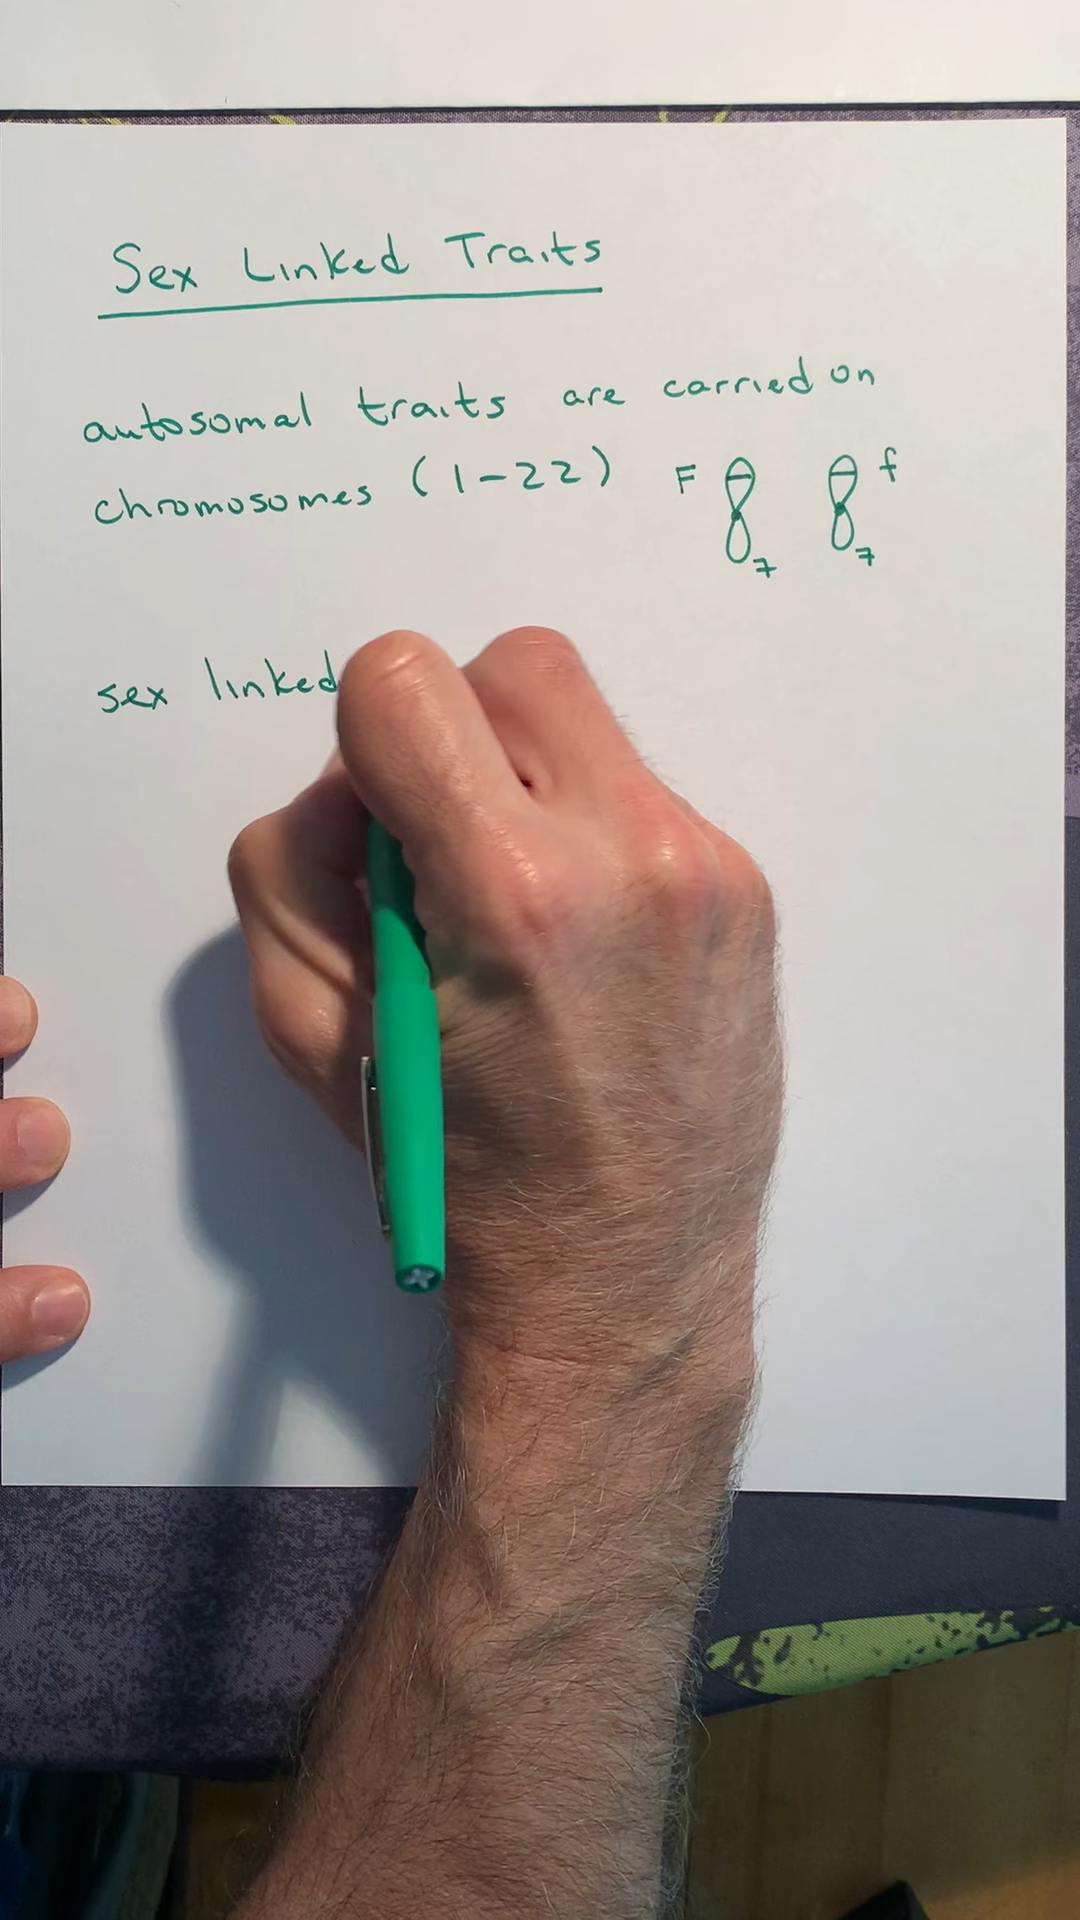 Sex Linked Traits
autosomal traits are carried on
chromosomes (1-22) F f
7 7
sex linked